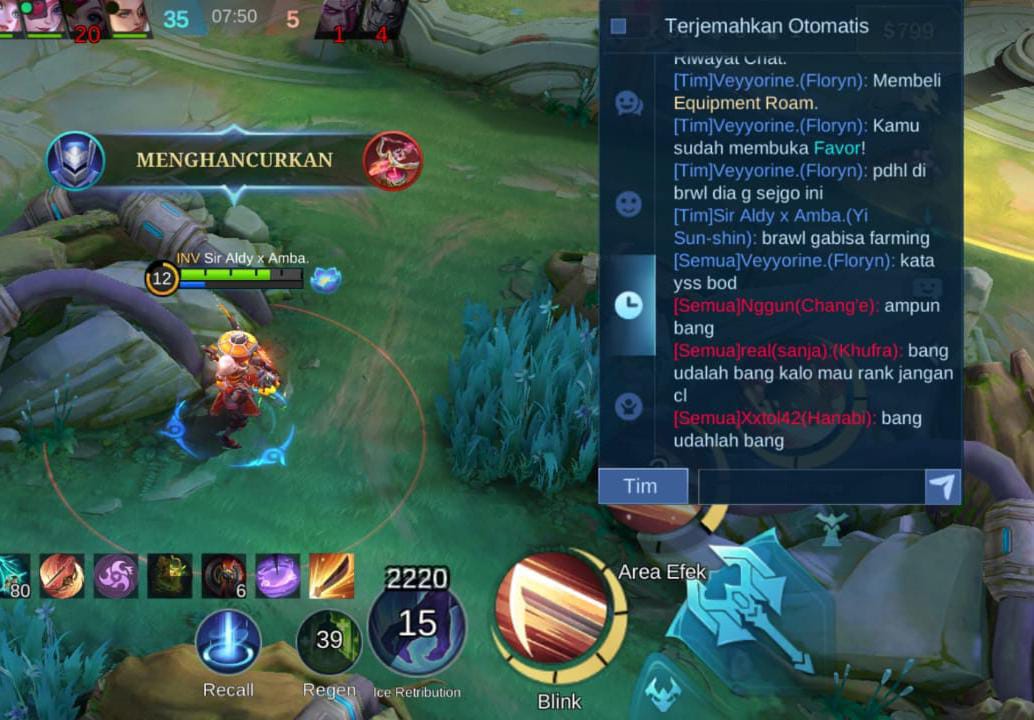 35 07:50 5
20
1 4
Terjemahkan Otomatis
$799
Riwayat Chat.
[Tim]Veyyorine.(Floryn): Membeli
Equipment Roam.
[Tim]Veyyorine.(Floryn): Kamu
sudah membuka Favor!
[Tim]Veyyorine.(Floryn): pdhl di
brwl dia g sejgo ini
[Tim]Sir Aldy x Amba.(Yi
Sun-shin): brawl gabisa farming
[Semua]Veyyorine.(Floryn): kata
yss bod
[Semua]Nggun(Chang'e): ampun
bang
[Semua]real(sanja).(Khufra): bang
udalah bang kalo mau rank jangan
cl
[Semua]Xxtol42(Hanabi): bang
udahlah bang
Tim
MENGHANCURKAN
INV Sir Aldy x Amba.
12
80
6
2220
39
15
Area Efek
Recall
Regen
Ice Retribution
Blink